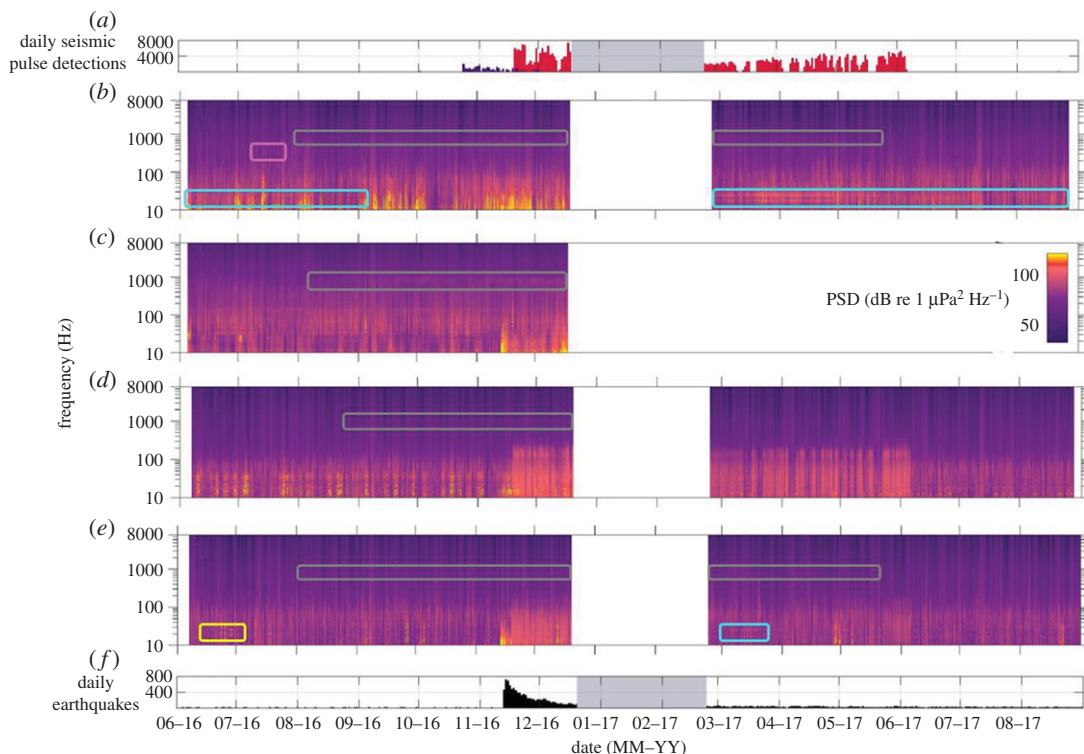 (a)
daily seismic
pulse detections
8000
4000
(b)
8000
1000
100
10
(c)
8000
1000
100
10
100
50
PSD (dB re 1 µPa² Hz⁻¹)
frequency (Hz)
(d)
8000
1000
100
10
(e)
8000
1000
100
10
(f)
daily
earthquakes
800
400
06–16 07–16 08–16 09–16 10–16 11–16 12–16 01–17 02–17 03–17 04–17 05–17 06–17 07–17 08–17
date (MM–YY)